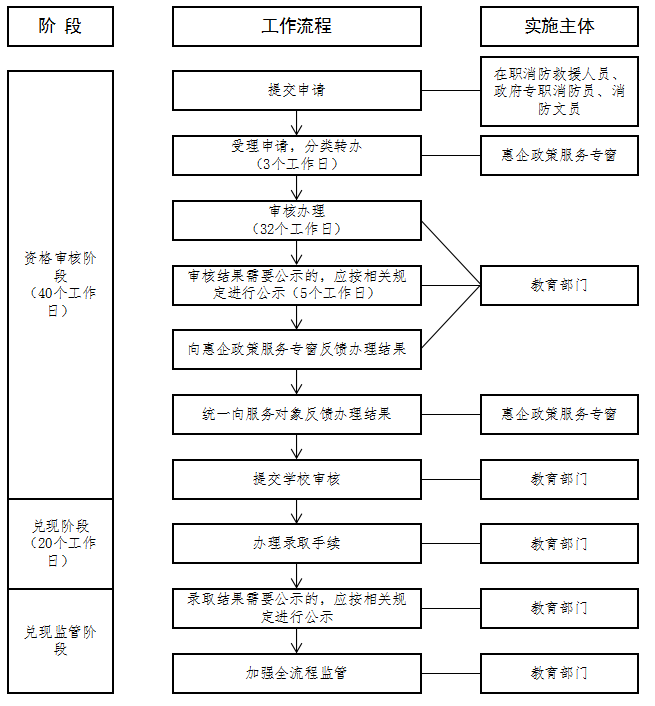 阶 段
工作流程
实施主体
提交申请
在职消防救援人员、
政府专职消防员、消
防文员
受理申请，分类转办
（3个工作日）
惠企政策服务专窗
审核办理
（32个工作日）
资格审核阶
段
（40个工作
日）
审核结果需要公示的，应按相关规
定进行公示（5个工作日）
教育部门
向惠企政策服务专窗反馈办理结果
统一向服务对象反馈办理结果
惠企政策服务专窗
提交学校审核
教育部门
兑现阶段
（20个工作
日）
办理录取手续
教育部门
录取结果需要公示的，应按相关规
定进行公示
教育部门
兑现监管阶
段
加强全流程监管
教育部门